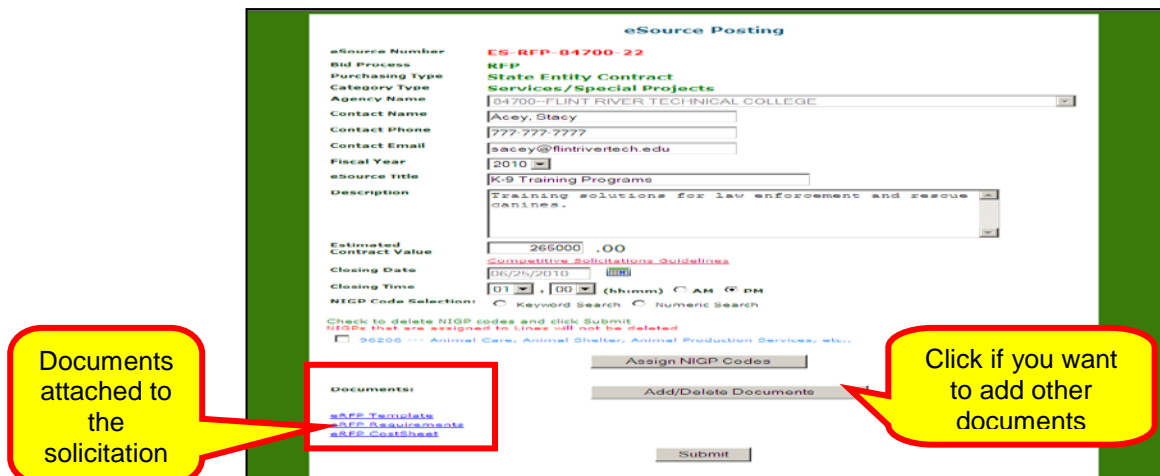 eSource Posting
eSource Number ES-RFP-84700-22
Bid Process RFP
Purchasing Type State Entity Contract
Category Type Services/Special Projects
Agency Name 84700--FLINT RIVER TECHNICAL COLLEGE
Contact Name Acey, Stacy
Contact Phone 777-777-7777
Contact Email sacey@flintrivertech.edu
Fiscal Year 2010
eSource Title K-9 Training Programs
Description Training solutions for law enforcement and rescue
canines.
Estimated
Contract Value 266000 .00
Competitive Solicitations Guidelines
Closing Date 06/25/2010
Closing Time 01 : 00 (hh:mm) AM PM
NIGP Code Selection: Keyword Search Numeric Search
Check to delete NIGP codes and click Submit
NIGPs that are assigned to Lines will not be deleted
96206 --- Animal Care, Animal Shelter, Animal Production Services, etc..
Assign NIGP Codes
Documents: Add/Delete Documents
eRFP Template
eRFP Requirements
eRFP CostSheet
Submit
Documents
attached to
the
solicitation
Click if you want
to add other
documents